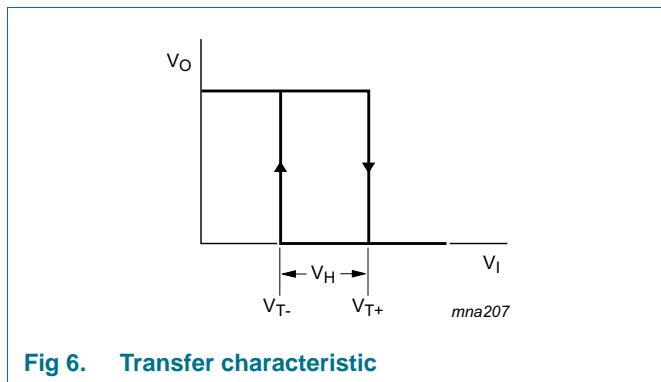 VO
VI
VH
VT-
VT+
mna207
Fig 6. Transfer characteristic